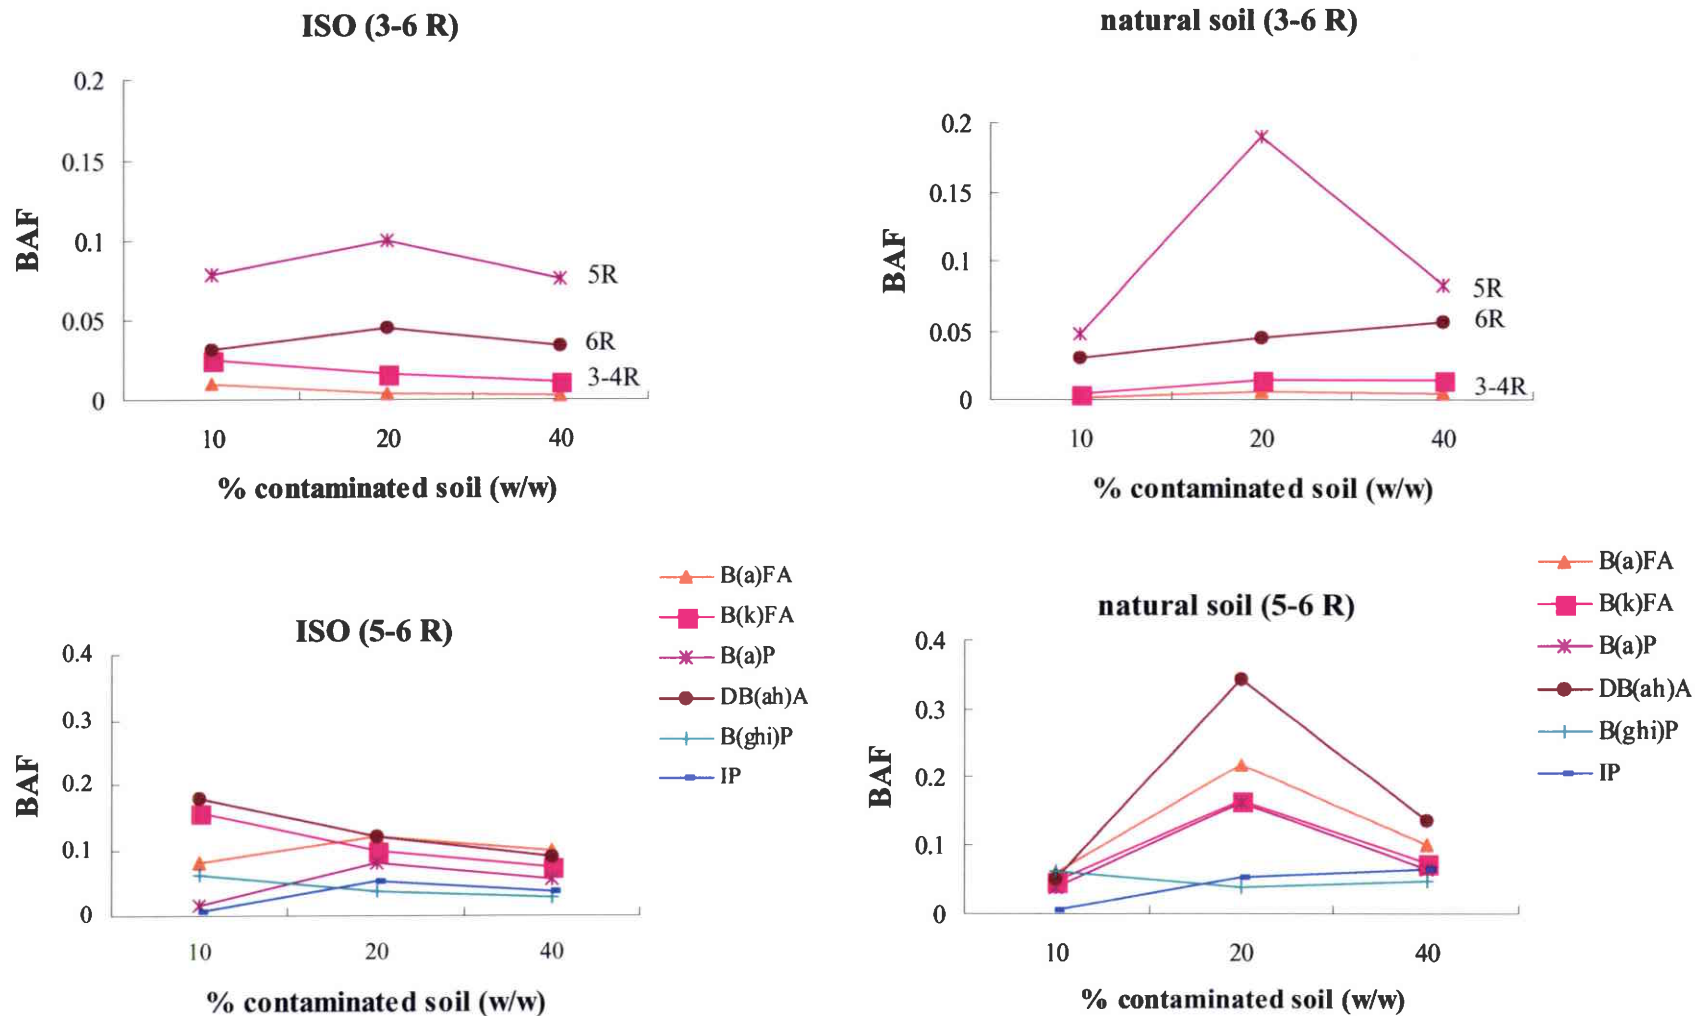 ISO (3-6 R)
0.2
0.15
0.1
0.05
0
BAF
5R
6R
3-4R
10 20 40
% contaminated soil (w/w)
natural soil (3-6 R)
0.2
0.15
0.1
0.05
0
BAF
5R
6R
3-4R
10 20 40
% contaminated soil (w/w)
ISO (5-6 R)
0.4
0.3
0.2
0.1
0
BAF
10 20 40
% contaminated soil (w/w)
B(a)FA
B(k)FA
B(a)P
DB(ah)A
B(ghi)P
IP
natural soil (5-6 R)
0.4
0.3
0.2
0.1
0
BAF
10 20 40
% contaminated soil (w/w)
B(a)FA
B(k)FA
B(a)P
DB(ah)A
B(ghi)P
IP